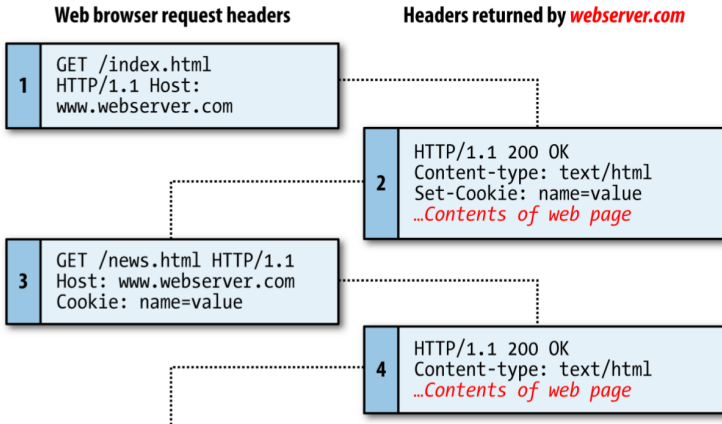 Web browser request headers
Headers returned by webserver.com
1
GET /index.html
HTTP/1.1 Host:
www.webserver.com
2
HTTP/1.1 200 OK
Content-type: text/html
Set-Cookie: name=value
…Contents of web page
3
GET /news.html HTTP/1.1
Host: www.webserver.com
Cookie: name=value
4
HTTP/1.1 200 OK
Content-type: text/html
…Contents of web page